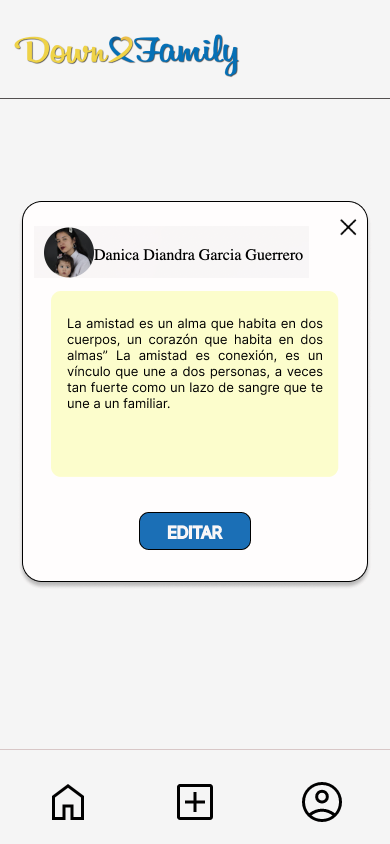 Down Family
Danica Diandra Garcia Guerrero
La amistad es un alma que habita en dos
cuerpos, un corazón que habita en dos
almas” La amistad es conexión, es un
vínculo que une a dos personas, a veces
tan fuerte como un lazo de sangre que te
une a un familiar.
EDITAR